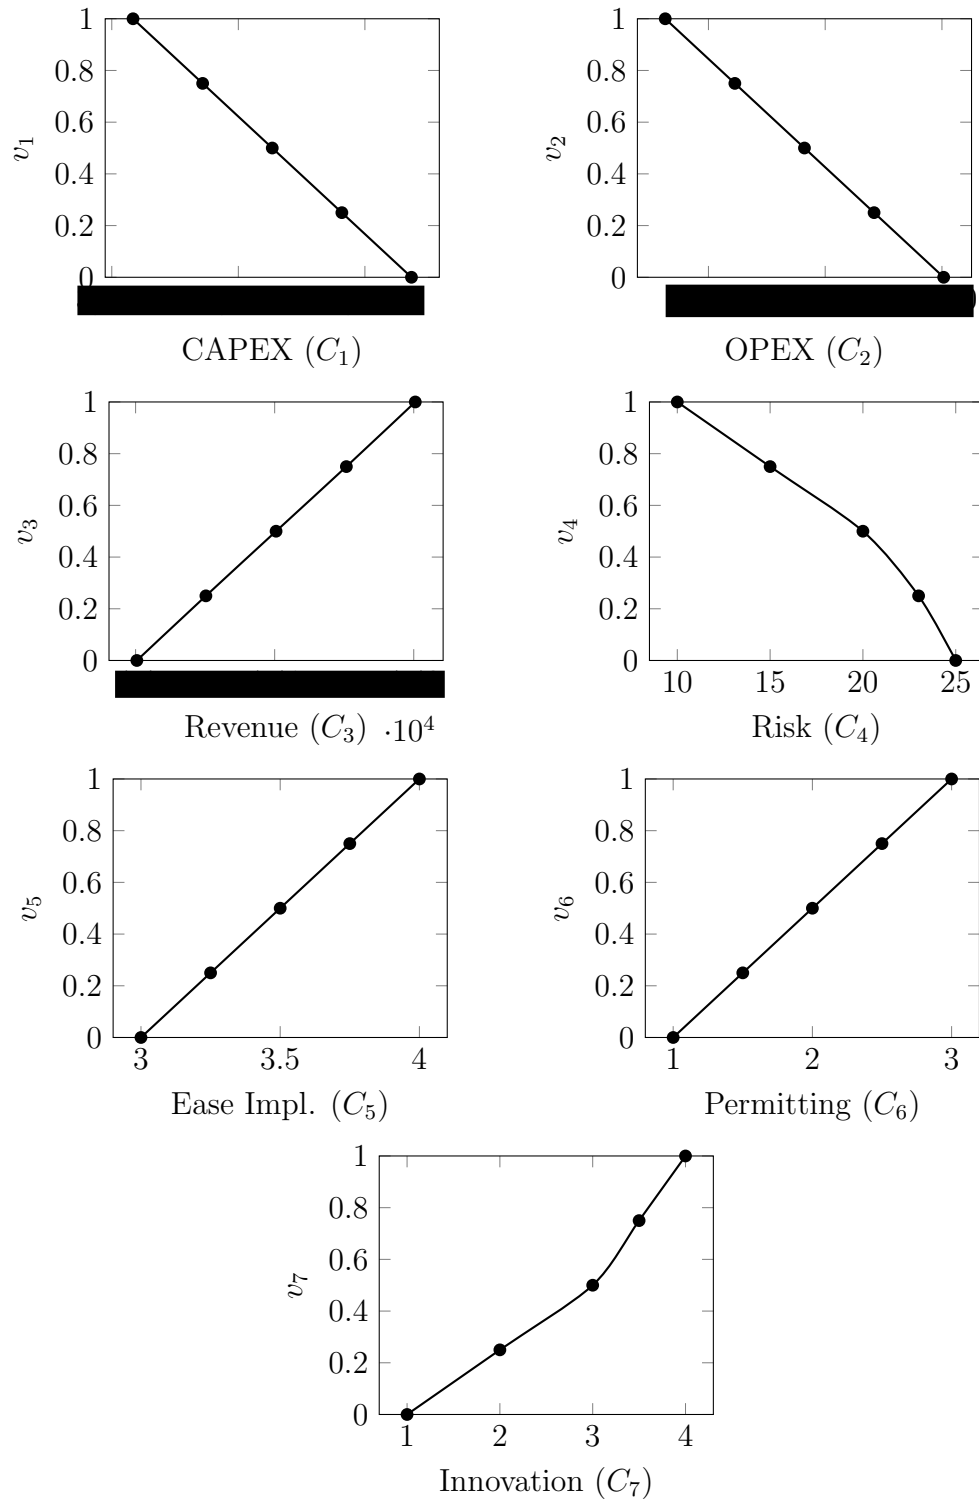 1
0.8
0.6
0.4
0.2
0
v1
CAPEX (C1)
1
0.8
0.6
0.4
0.2
0
v2
OPEX (C2)
1
0.8
0.6
0.4
0.2
0
v3
Revenue (C3) ·10^4
1
0.8
0.6
0.4
0.2
0
v4
10 15 20 25
Risk (C4)
1
0.8
0.6
0.4
0.2
0
v5
3 3.5 4
Ease Impl. (C5)
1
0.8
0.6
0.4
0.2
0
v6
1 2 3
Permitting (C6)
1
0.8
0.6
0.4
0.2
0
v7
1 2 3 4
Innovation (C7)